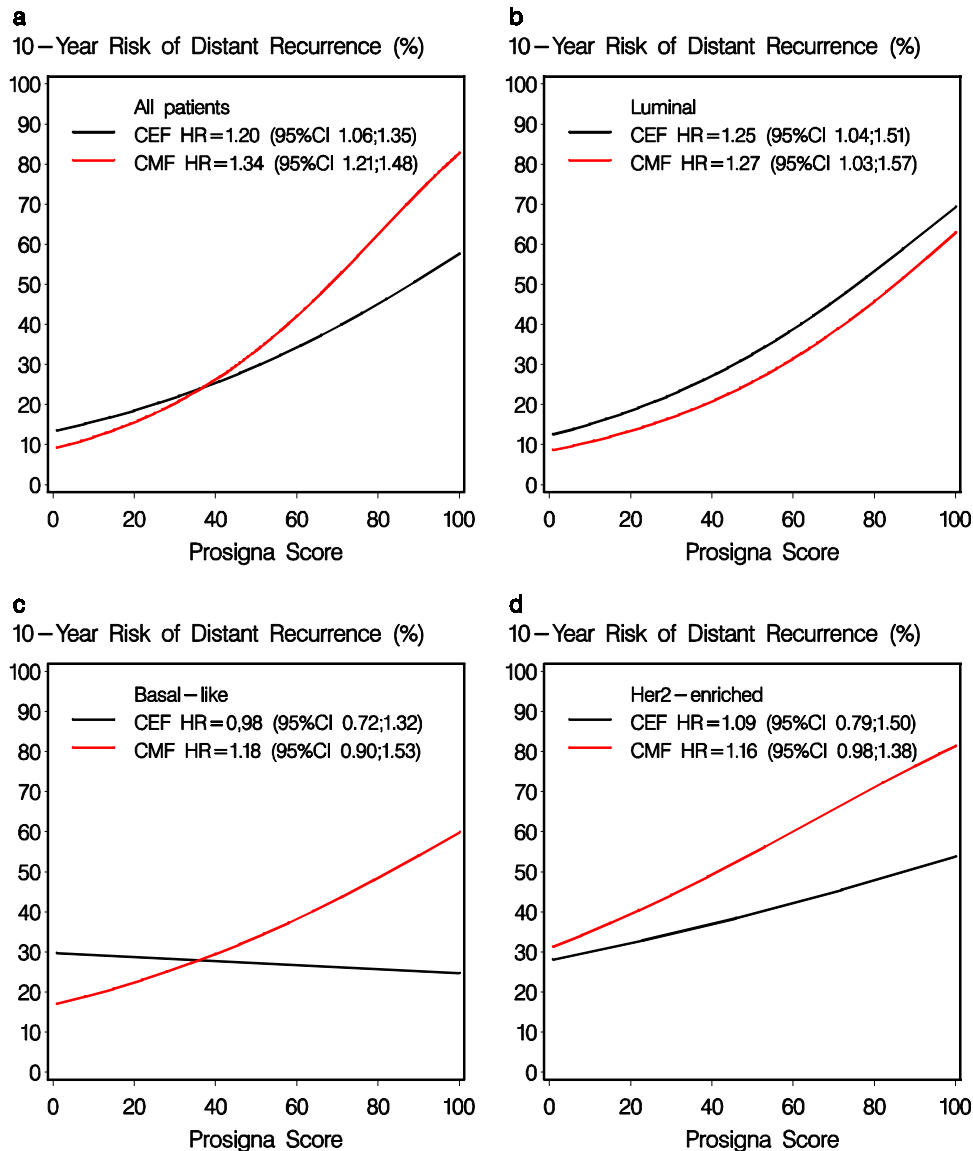 a
10-Year Risk of Distant Recurrence (%)
100
90
80
70
60
50
40
30
20
10
0
All patients
CEF HR=1.20 (95%CI 1.06;1.35)
CMF HR=1.34 (95%CI 1.21;1.48)
0 20 40 60 80 100
Prosigna Score
b
10-Year Risk of Distant Recurrence (%)
100
90
80
70
60
50
40
30
20
10
0
Luminal
CEF HR=1.25 (95%CI 1.04;1.51)
CMF HR=1.27 (95%CI 1.03;1.57)
0 20 40 60 80 100
Prosigna Score
c
10-Year Risk of Distant Recurrence (%)
100
90
80
70
60
50
40
30
20
10
0
Basal-like
CEF HR=0,98 (95%CI 0.72;1.32)
CMF HR=1.18 (95%CI 0.90;1.53)
0 20 40 60 80 100
Prosigna Score
d
10-Year Risk of Distant Recurrence (%)
100
90
80
70
60
50
40
30
20
10
0
Her2-enriched
CEF HR=1.09 (95%CI 0.79;1.50)
CMF HR=1.16 (95%CI 0.98;1.38)
0 20 40 60 80 100
Prosigna Score